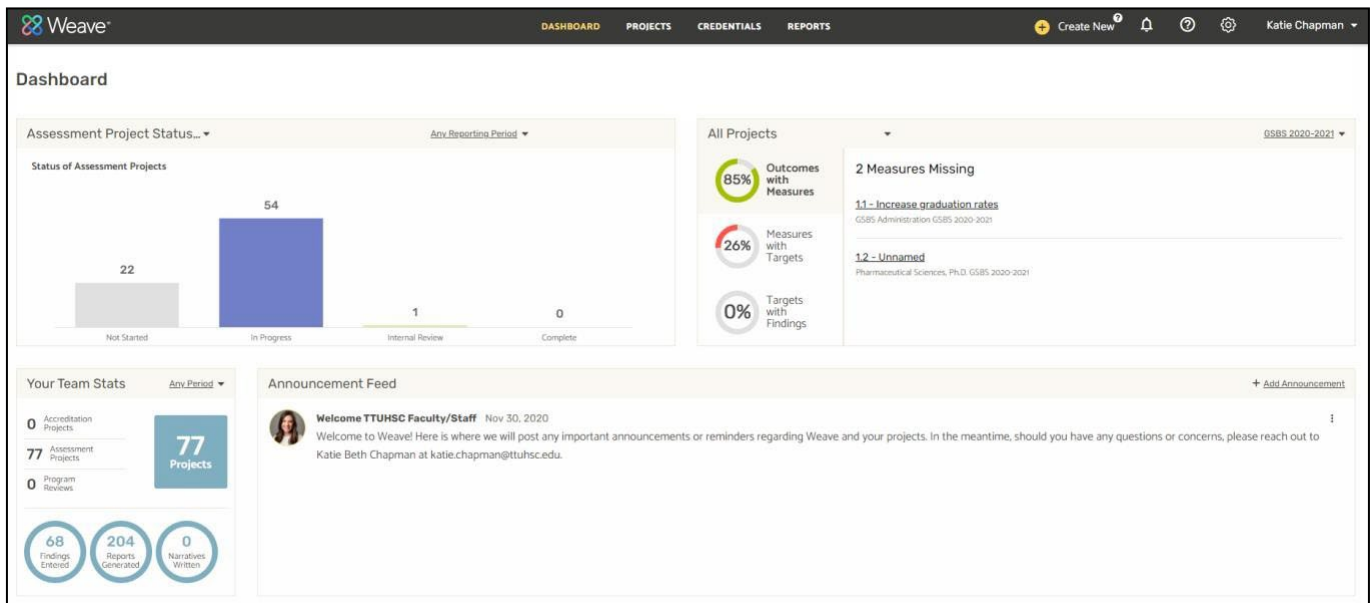 Weave
DASHBOARD PROJECTS CREDENTIALS REPORTS
+ Create New ?
?
Katie Chapman
Dashboard
Assessment Project Status...
Any Reporting Period
Status of Assessment Projects
22
54
1
0
Not Started
In Progress
Internal Review
Complete
All Projects
GSBS 2020-2021
85%
Outcomes
with
Measures
26%
Measures
with
Targets
0%
Targets
with
Findings
2 Measures Missing
1.1 - Increase graduation rates
GSBS Administration GSBS 2020-2021
1.2 - Unnamed
Pharmaceutical Sciences, Ph.D. GSBS 2020-2021
Your Team Stats
Any Period
0 Accreditation
Projects
77 Assessment
Projects
0 Program
Reviews
77
Projects
68
Findings
Entered
204
Reports
Generated
0
Narratives
Written
Announcement Feed
+ Add Announcement
Welcome TTUHSC Faculty/Staff Nov 30, 2020
Welcome to Weave! Here is where we will post any important announcements or reminders regarding Weave and your projects. In the meantime, should you have any questions or concerns, please reach out to
Katie Beth Chapman at katie.chapman@ttuhsc.edu.